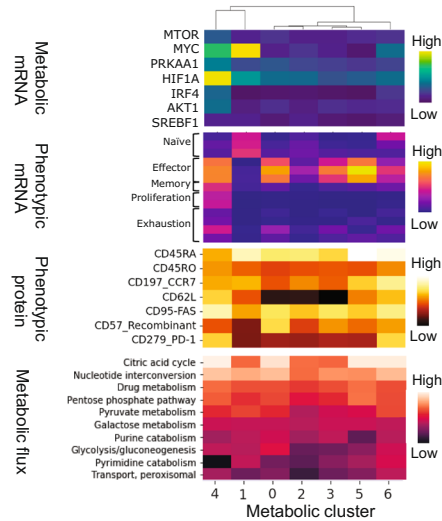 Metabolic
mRNA
MTOR
MYC
PRKAA1
HIF1A
IRF4
AKT1
SREBF1
High
Low
Phenotypic
mRNA
Naïve
Effector
Memory
Proliferation
Exhaustion
High
Low
Phenotypic
protein
CD45RA
CD45RO
CD197_CCR7
CD62L
CD95-FAS
CD57_Recombinant
CD279_PD-1
High
Low
Metabolic flux
Citric acid cycle
Nucleotide interconversion
Drug metabolism
Pentose phosphate pathway
Pyruvate metabolism
Galactose metabolism
Purine catabolism
Glycolysis/gluconeogenesis
Pyrimidine catabolism
Transport, peroxisomal
High
Low
4 1 0 2 3 5 6
Metabolic cluster